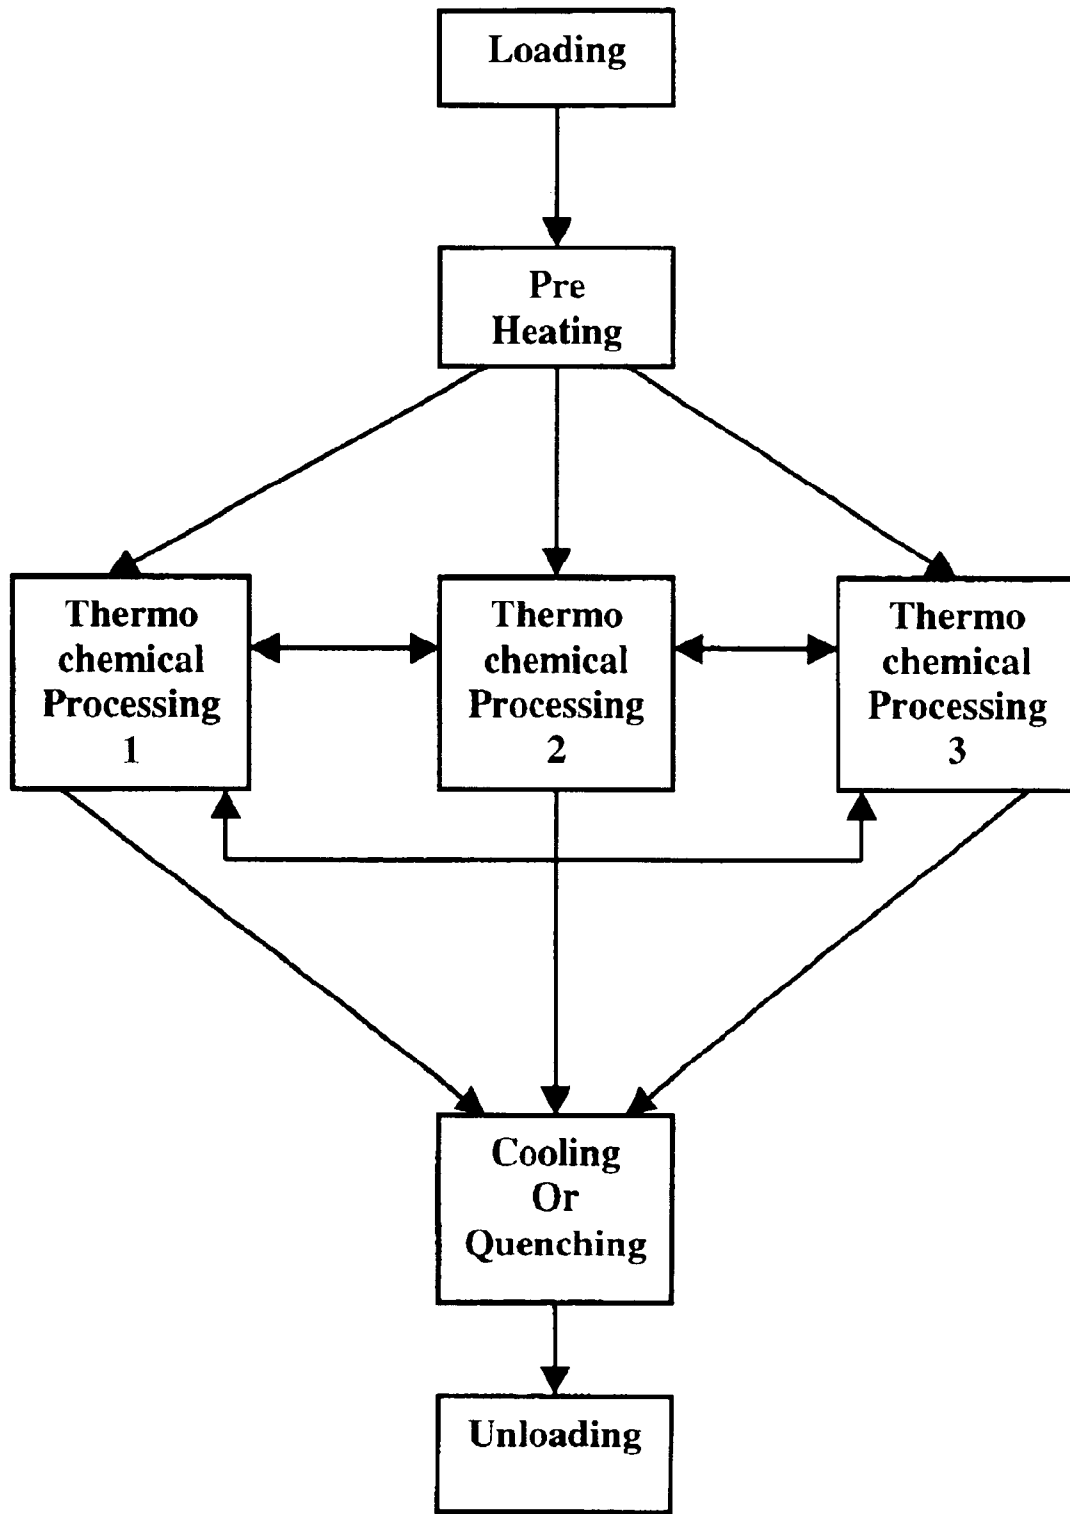 Loading
Pre
Heating
Thermo
chemical
Processing
1
Thermo
chemical
Processing
2
Thermo
chemical
Processing
3
Cooling
Or
Quenching
Unloading